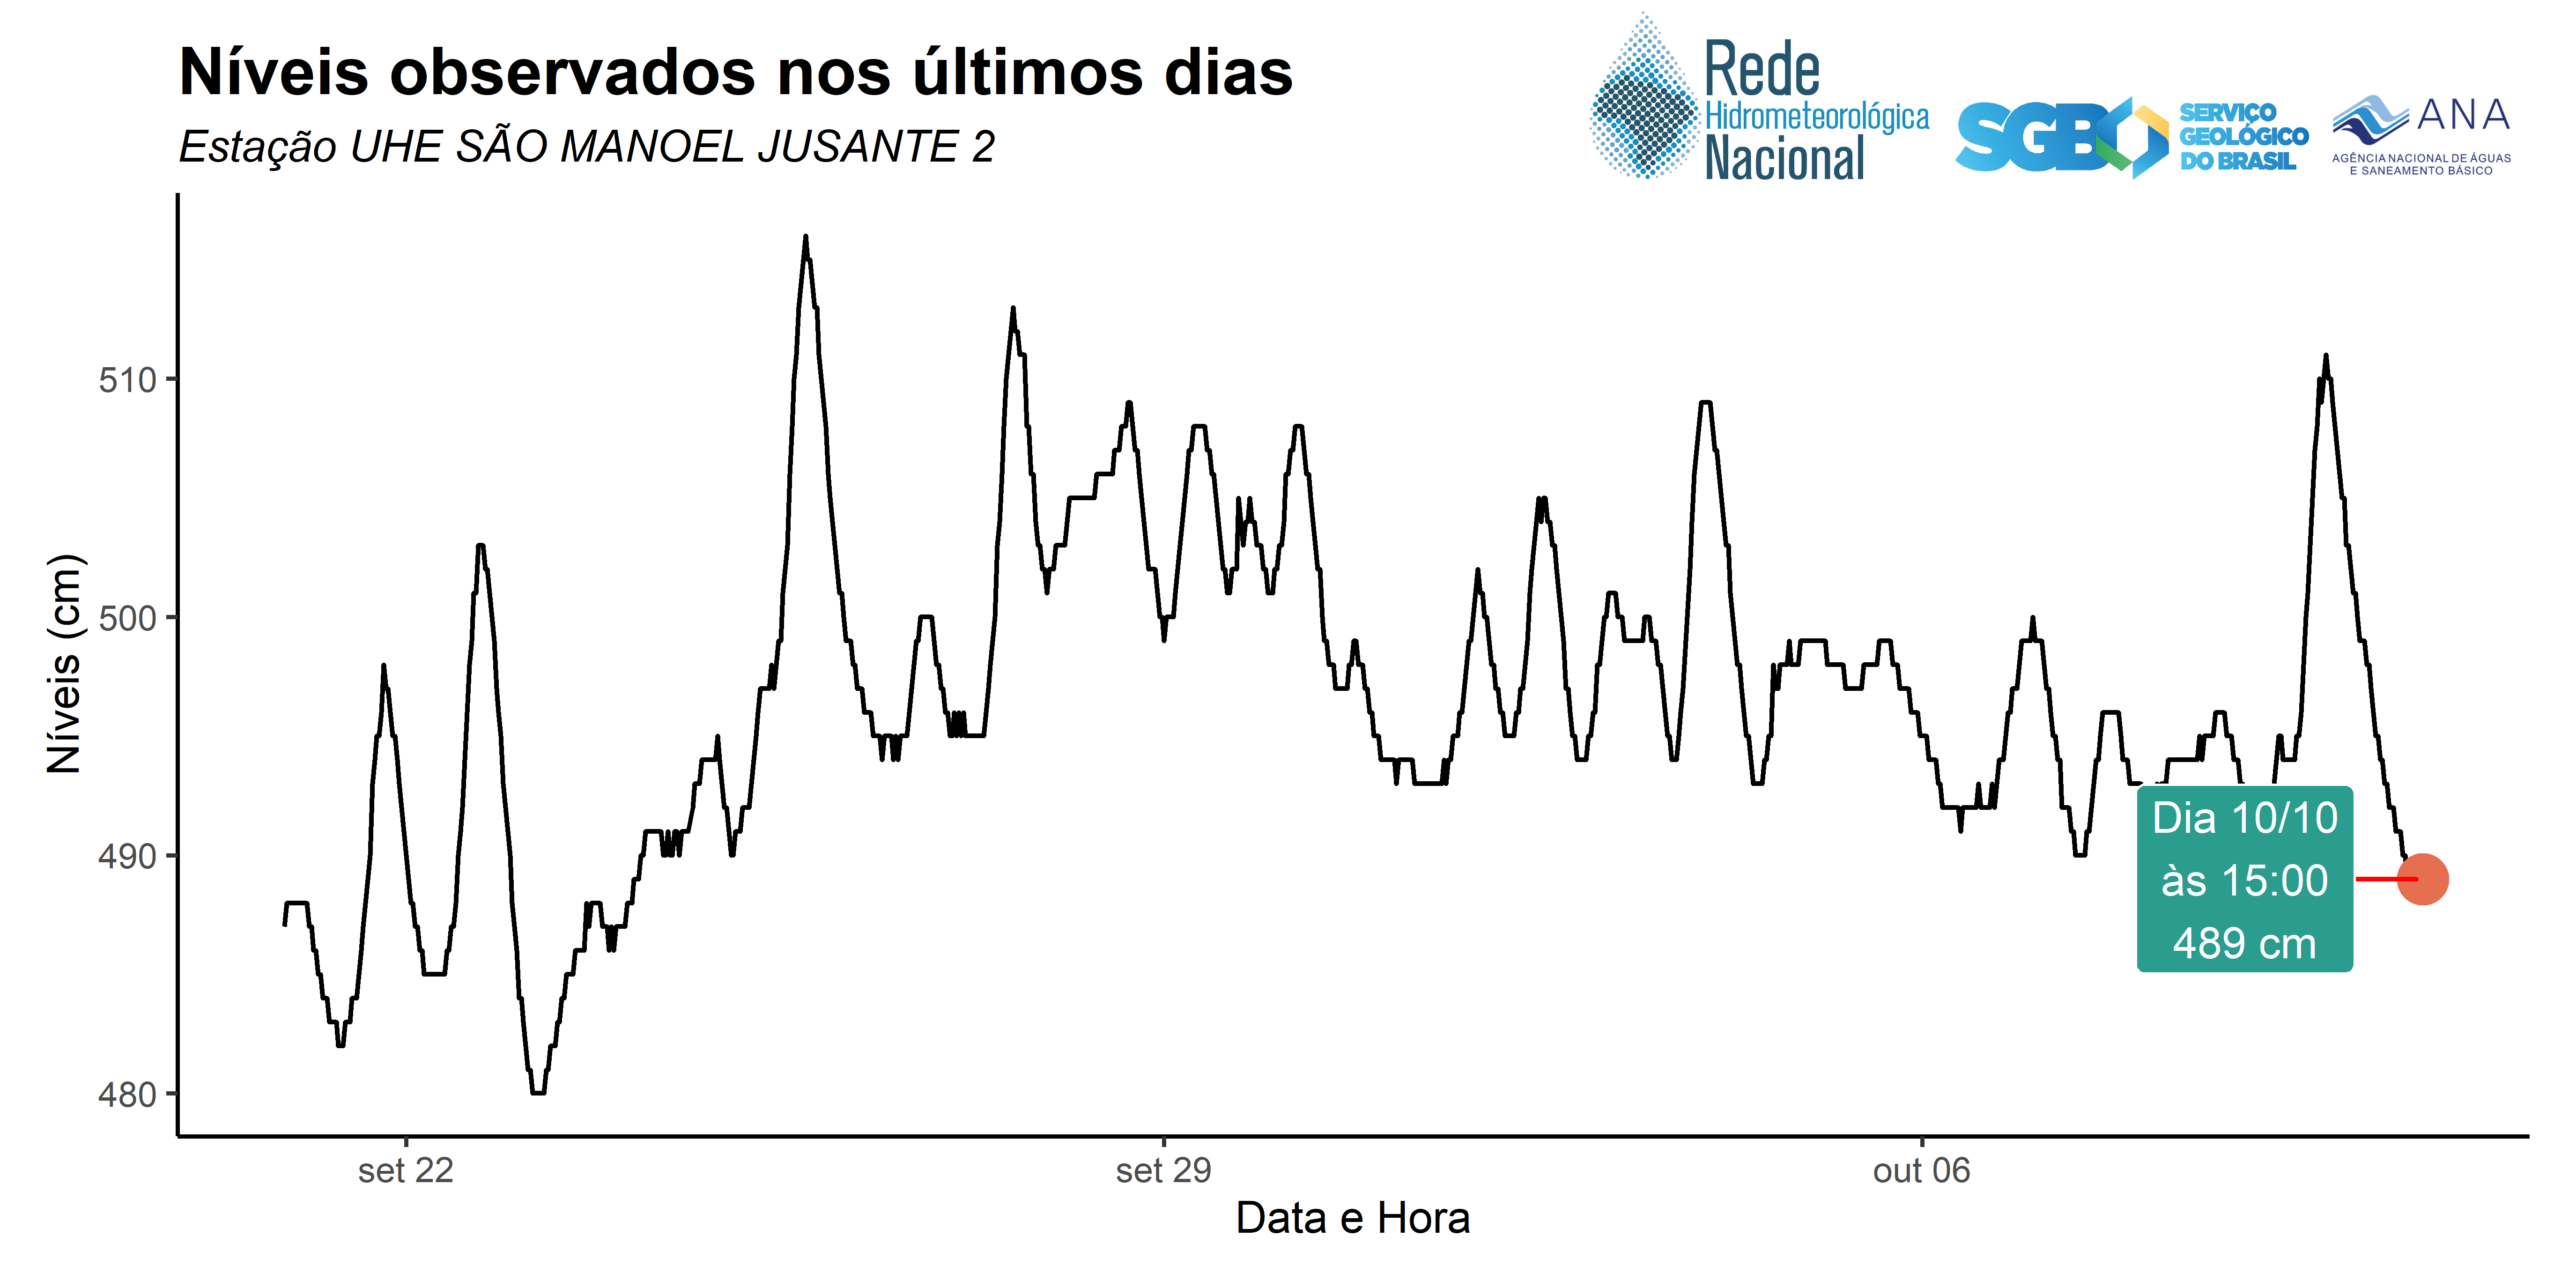 Níveis observados nos últimos dias
Estação UHE SÃO MANOEL JUSANTE 2
Rede
Hidrometeorológica
Nacional
SGB
SERVIÇO
GEOLÓGICO
DO BRASIL
ANA
AGÊNCIA NACIONAL DE ÁGUAS
E SANEAMENTO BÁSICO
Níveis (cm)
510
500
490
480
Dia 10/10
às 15:00
489 cm
set 22
set 29
out 06
Data e Hora